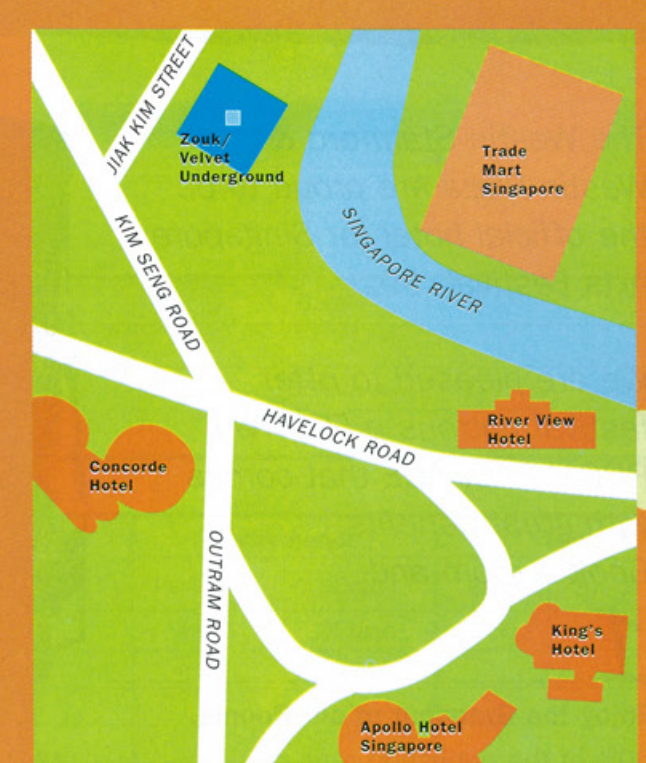 JIAK KIM STREET
Zouk/
Velvet
Underground
Trade
Mart
Singapore
KIM SENG ROAD
SINGAPORE RIVER
HAVELOCK ROAD
River View
Hotel
Concorde
Hotel
OUTRAM ROAD
King's
Hotel
Apollo Hotel
Singapore